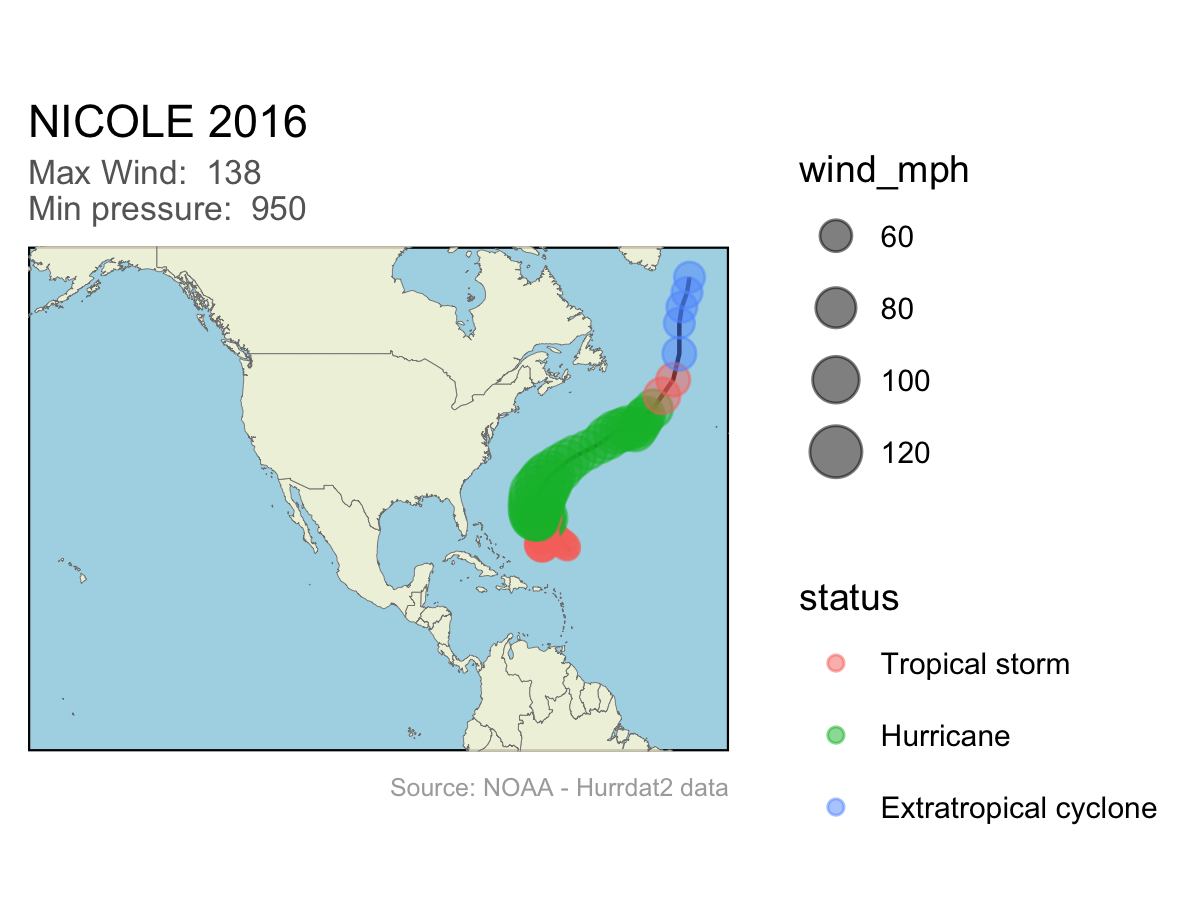 NICOLE 2016
Max Wind:  138
Min pressure:  950
wind_mph
60
80
100
120
status
Tropical storm
Hurricane
Extratropical cyclone
Source: NOAA - Hurrdat2 data